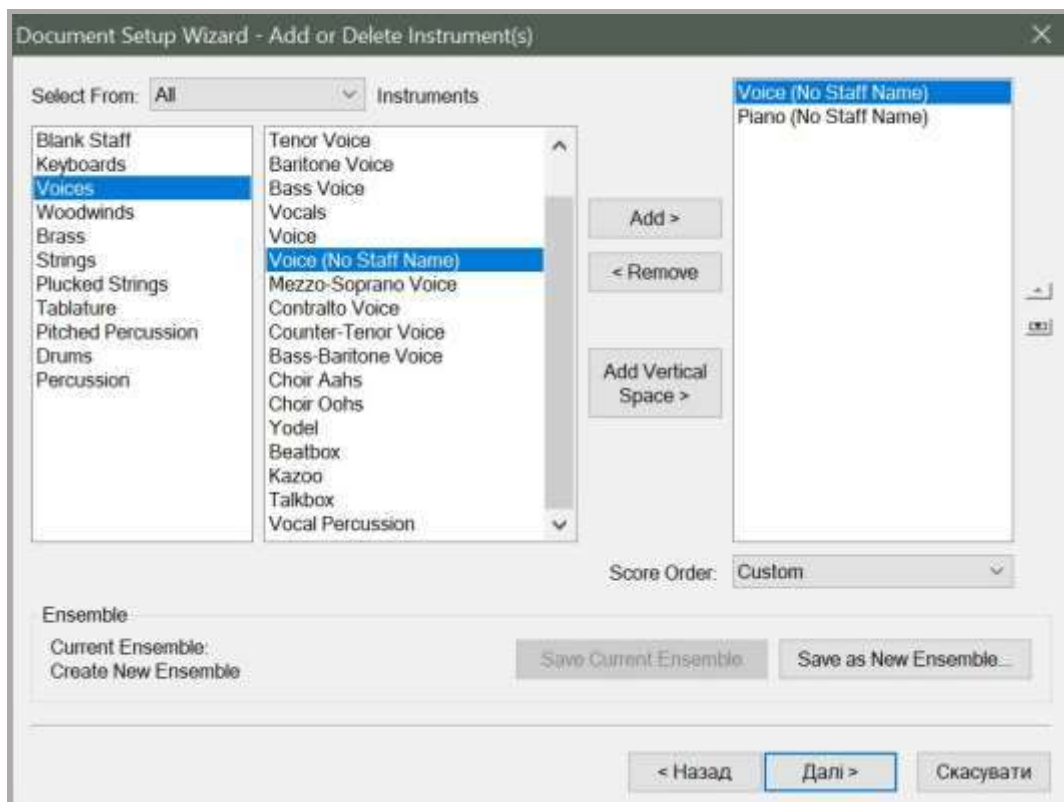 Document Setup Wizard - Add or Delete Instrument(s)
Select From: All Instruments
Blank Staff
Keyboards
Voices
Woodwinds
Brass
Strings
Plucked Strings
Tablature
Pitched Percussion
Drums
Percussion
Tenor Voice
Baritone Voice
Bass Voice
Vocals
Voice
Voice (No Staff Name)
Mezzo-Soprano Voice
Contralto Voice
Counter-Tenor Voice
Bass-Baritone Voice
Choir Aahs
Choir Oohs
Yodel
Beatbox
Kazoo
Talkbox
Vocal Percussion
Add >
< Remove
Add Vertical
Space >
Voice (No Staff Name)
Piano (No Staff Name)
Score Order: Custom
Ensemble
Current Ensemble:
Create New Ensemble
Save Current Ensemble
Save as New Ensemble...
< Назад
Далі >
Скасувати